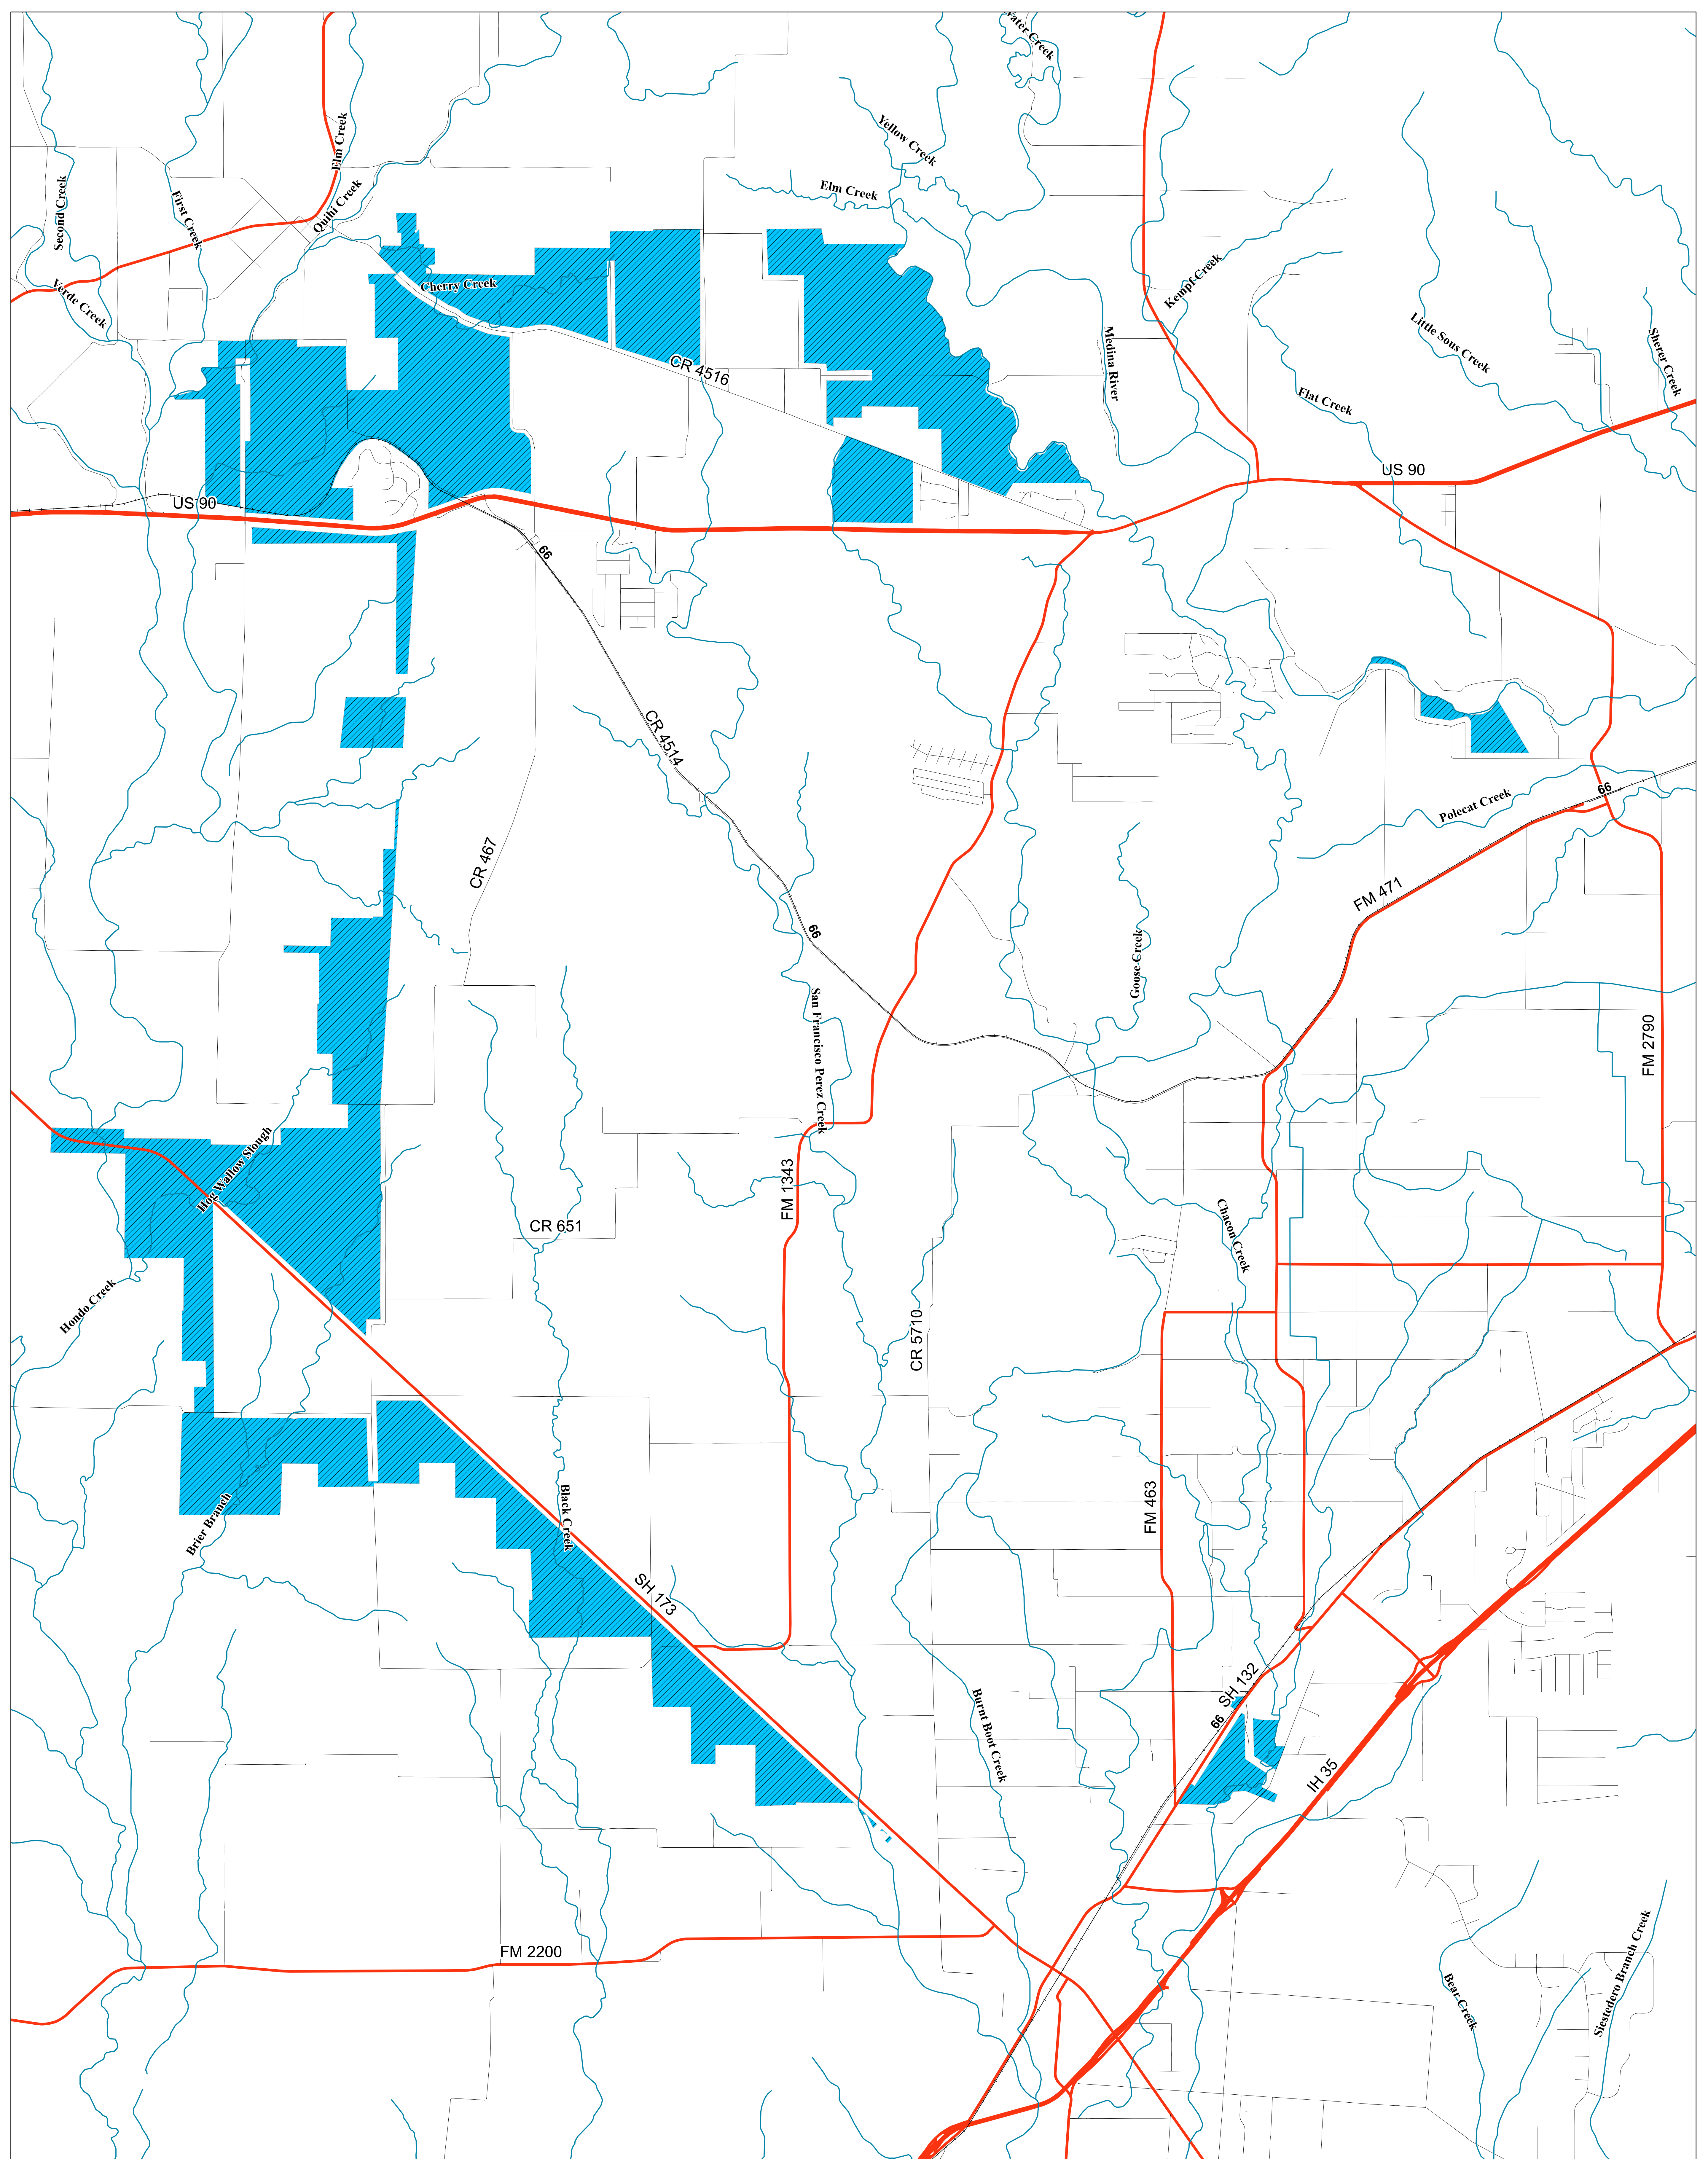 Water Creek
Yellow Creek
Elm Creek
Elm Creek
Second Creek
First Creek
Quihi Creek
Verde Creek
Cherry Creek
Kempf Creek
Medina River
Little Sous Creek
Sherer Creek
CR 4516
Flat Creek
US 90
US 90
66
CR 4514
Polecat Creek
66
CR 467
FM 471
66
Goose Creek
San Francisco Perez Creek
FM 2790
Hog Wallow Slough
FM 1343
CR 651
Chacon Creek
Hondo Creek
CR 5710
FM 463
Brier Branch
Black Creek
SH 173
SH 132
66
Burnt Boot Creek
IH 35
FM 2200
Bear Creek
Siestedero Branch Creek